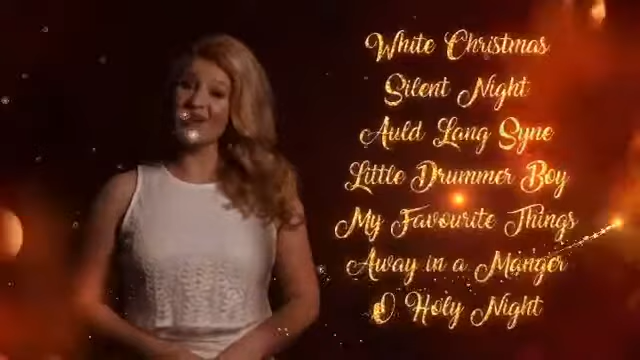 White Christmas
Silent Night
Auld Lang Syne
Little Drummer Boy
My Favourite Things
Away in a Manger
O Holy Night